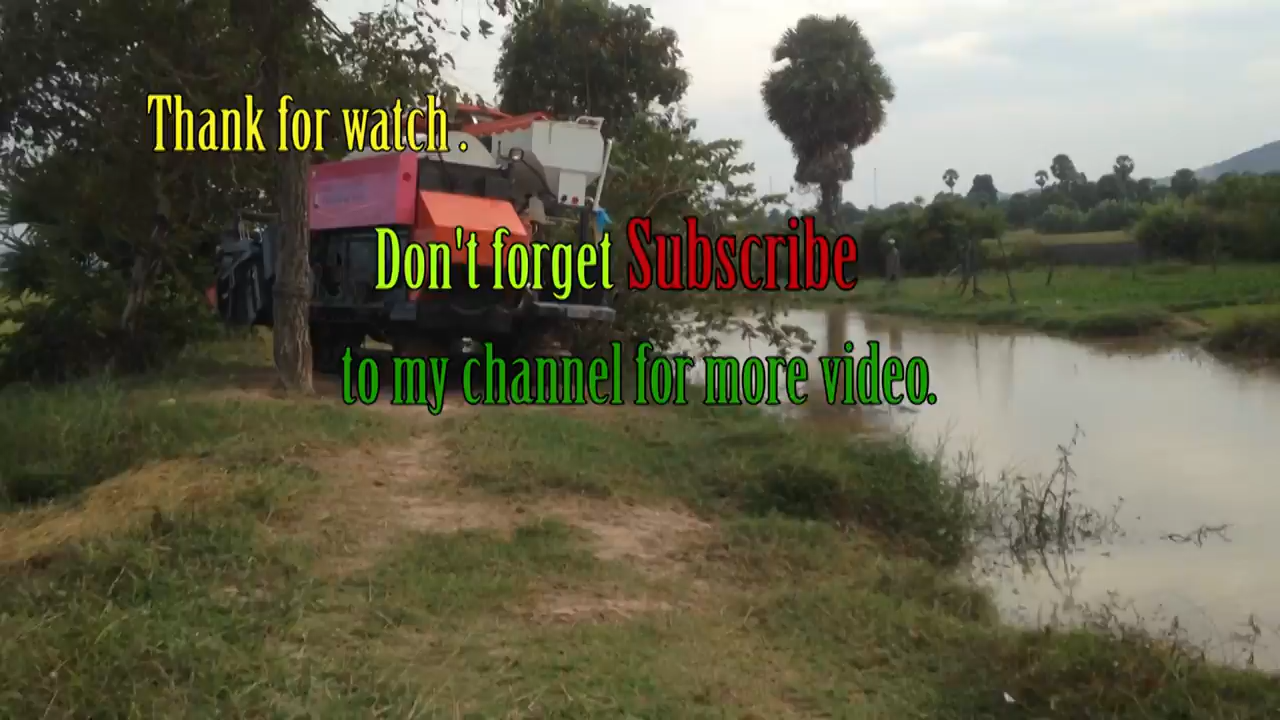 Thank for watch .
Don't forget Subscribe
to my channel for more video.